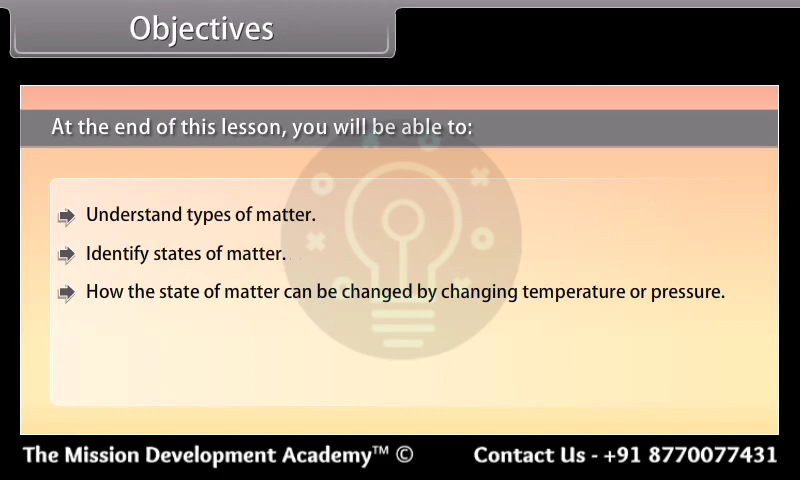 Objectives
At the end of this lesson, you will be able to:
Understand types of matter.
Identify states of matter.
How the state of matter can be changed by changing temperature or pressure.
The Mission Development Academy™ © Contact Us - +91 8770077431